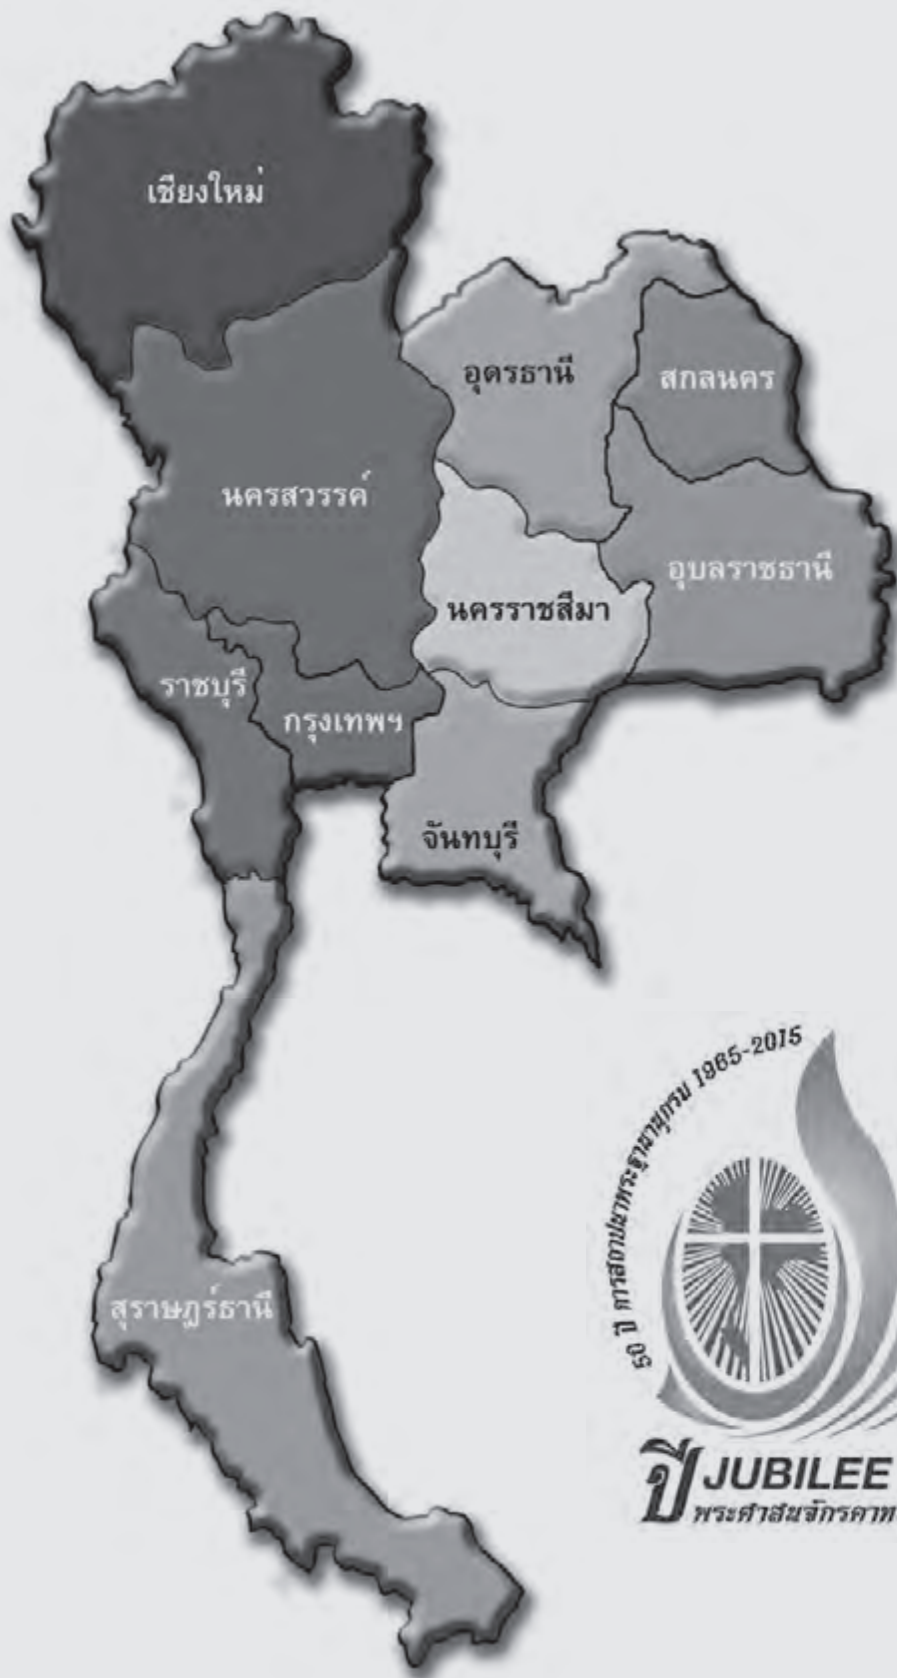 เชียงใหม่
อุดรธานี
สกลนคร
นครสวรรค์
อุบลราชธานี
นครราชสีมา
ราชบุรี
กรุงเทพฯ
จันทบุรี
สุราษฎร์ธานี
50 ปี การสถาปนาพระฐานานุกรม 1965-2015
ปี JUBILEE
พระศาสนจักรคาท